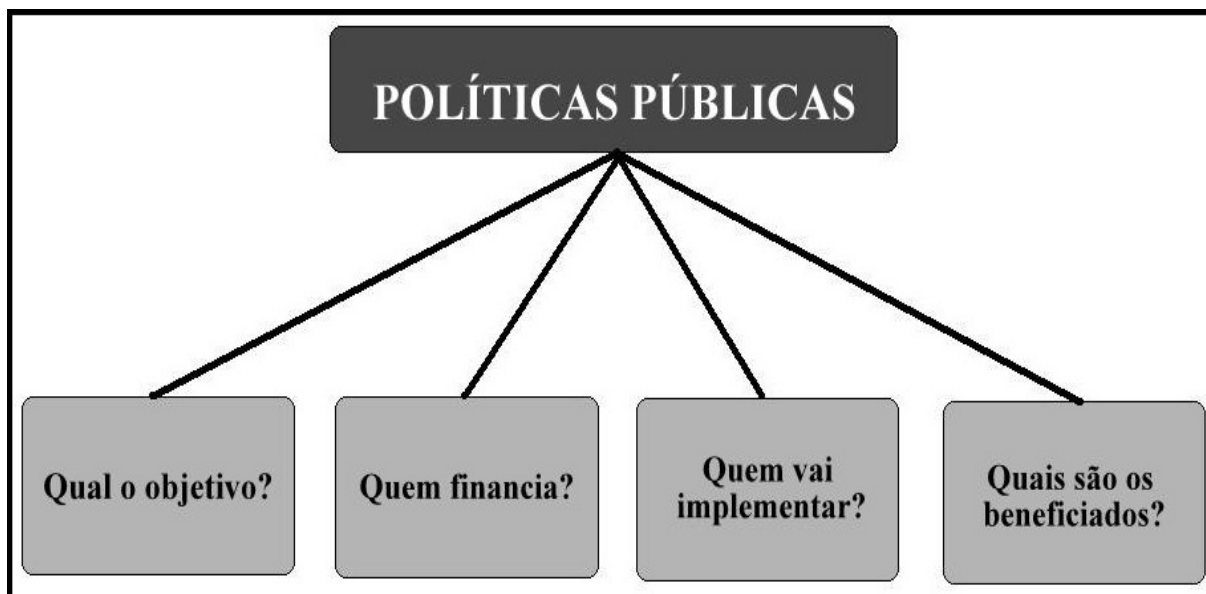 POLÍTICAS PÚBLICAS
Qual o objetivo?
Quem financia?
Quem vai
implementar?
Quais são os
beneficiados?